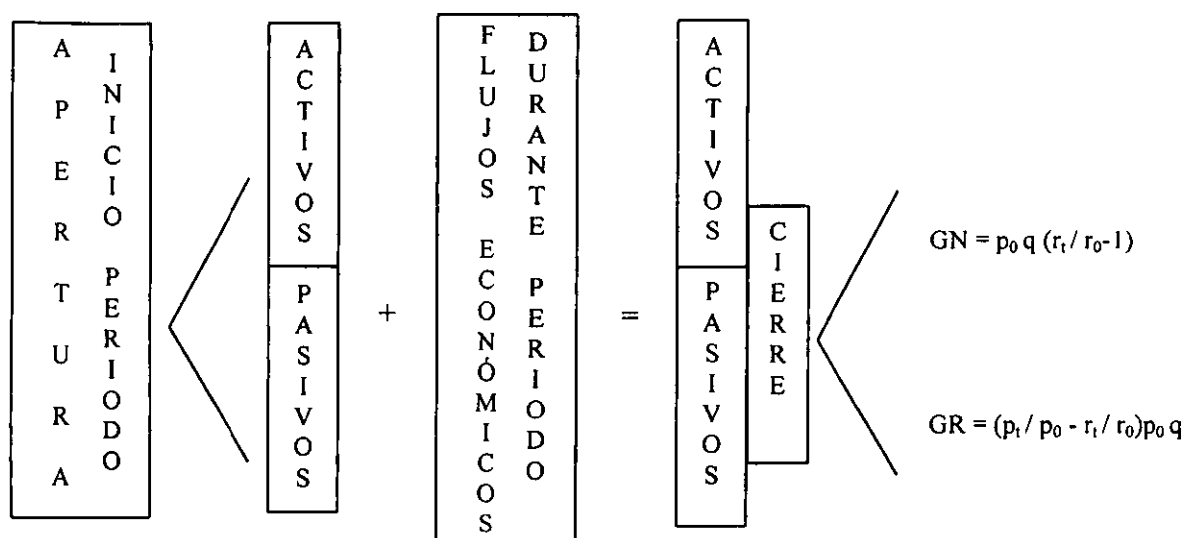 APERTURA
INICIO PERIODO
ACTIVOS
PASIVOS
+
FLUJOS ECONÓMICOS
DURANTE PERIODO
=
ACTIVOS
PASIVOS
CIERRE
GN = p₀ q (rₜ / r₀-1)
GR = (pₜ / p₀ - rₜ / r₀)p₀ q